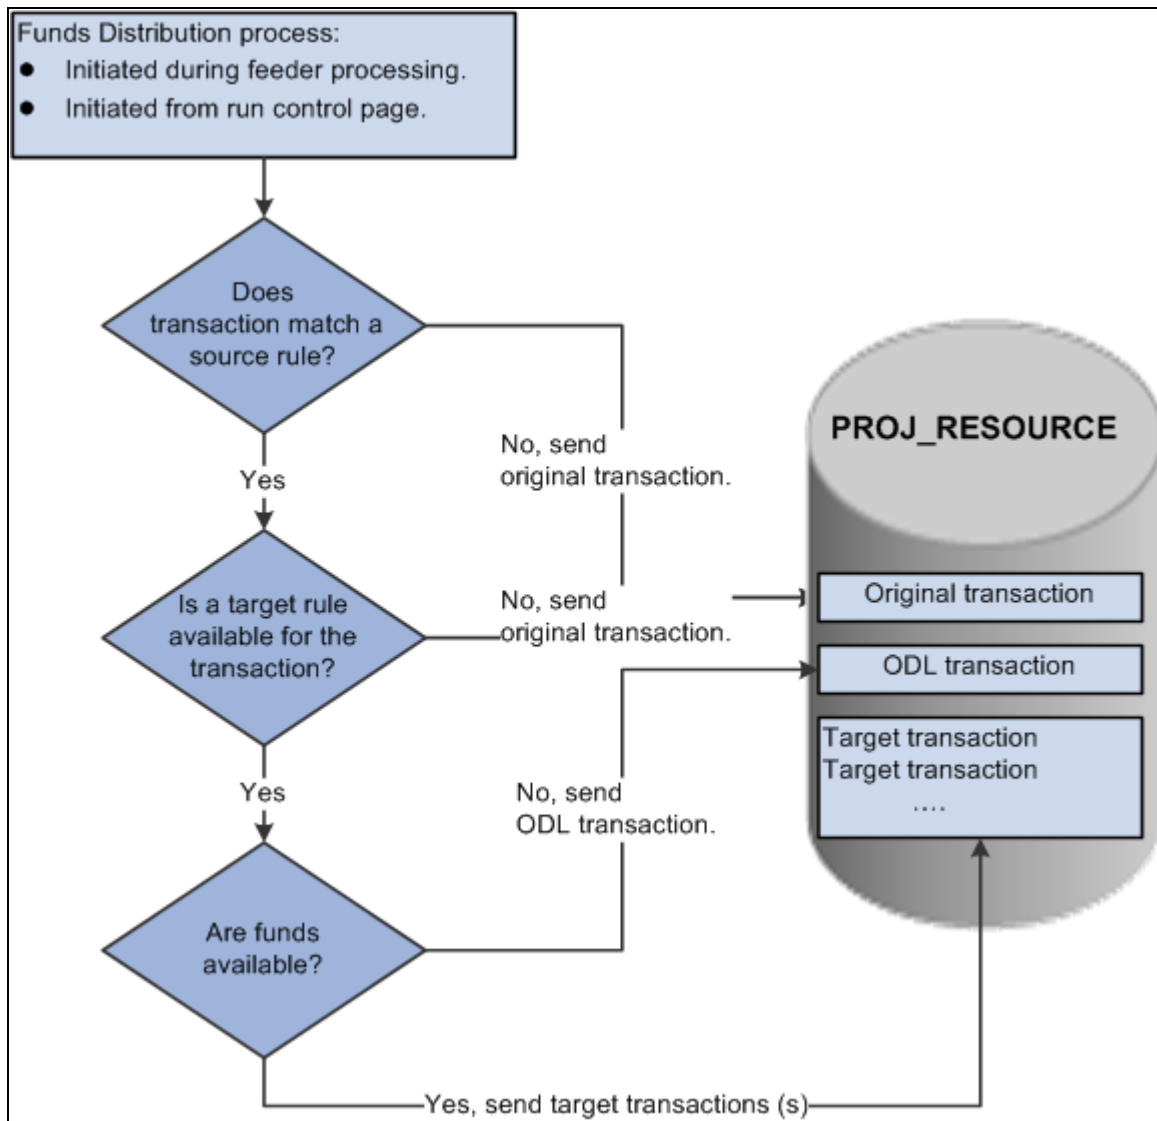 Funds Distribution process:
● Initiated during feeder processing.
● Initiated from run control page.
Does
transaction match a
source rule?
No, send
original transaction.
Yes
Is a target rule
available for the
transaction?
No, send
original transaction.
Yes
Are funds
available?
No, send
ODL transaction.
Yes, send target transactions (s)
PROJ_RESOURCE
Original transaction
ODL transaction
Target transaction
Target transaction
....